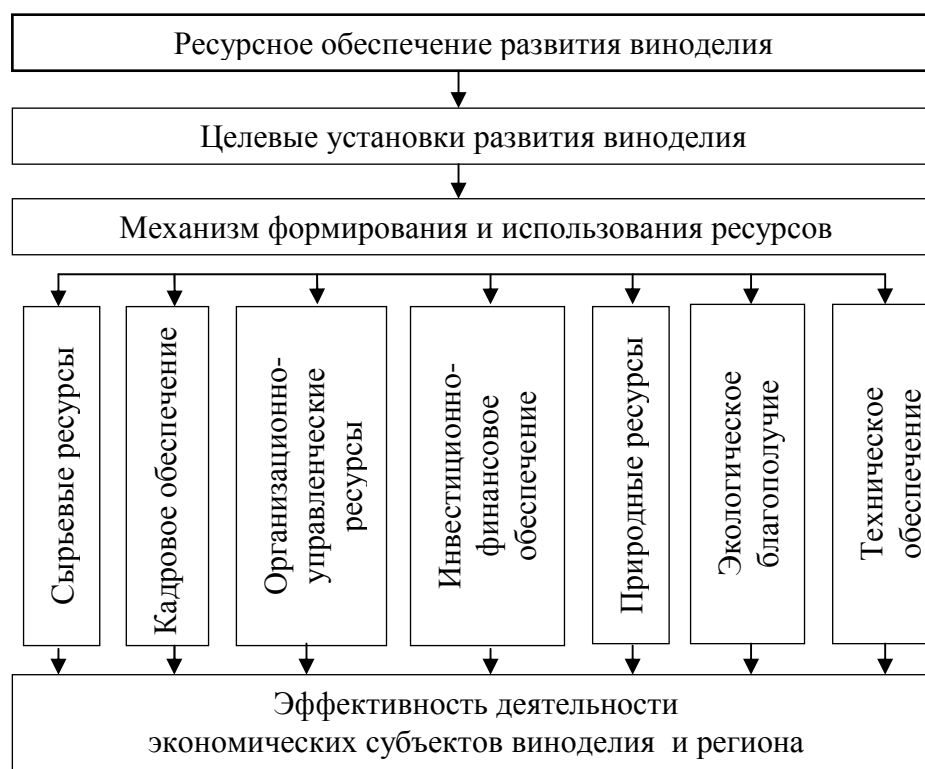 Ресурсное обеспечение развития виноделия
Целевые установки развития виноделия
Механизм формирования и использования ресурсов
Сырьевые ресурсы
Кадровое обеспечение
Организационно-
управленческие
ресурсы
Инвестиционно-
финансовое
обеспечение
Природные ресурсы
Экологическое
благополучие
Техническое
обеспечение
Эффективность деятельности
экономических субъектов виноделия и региона